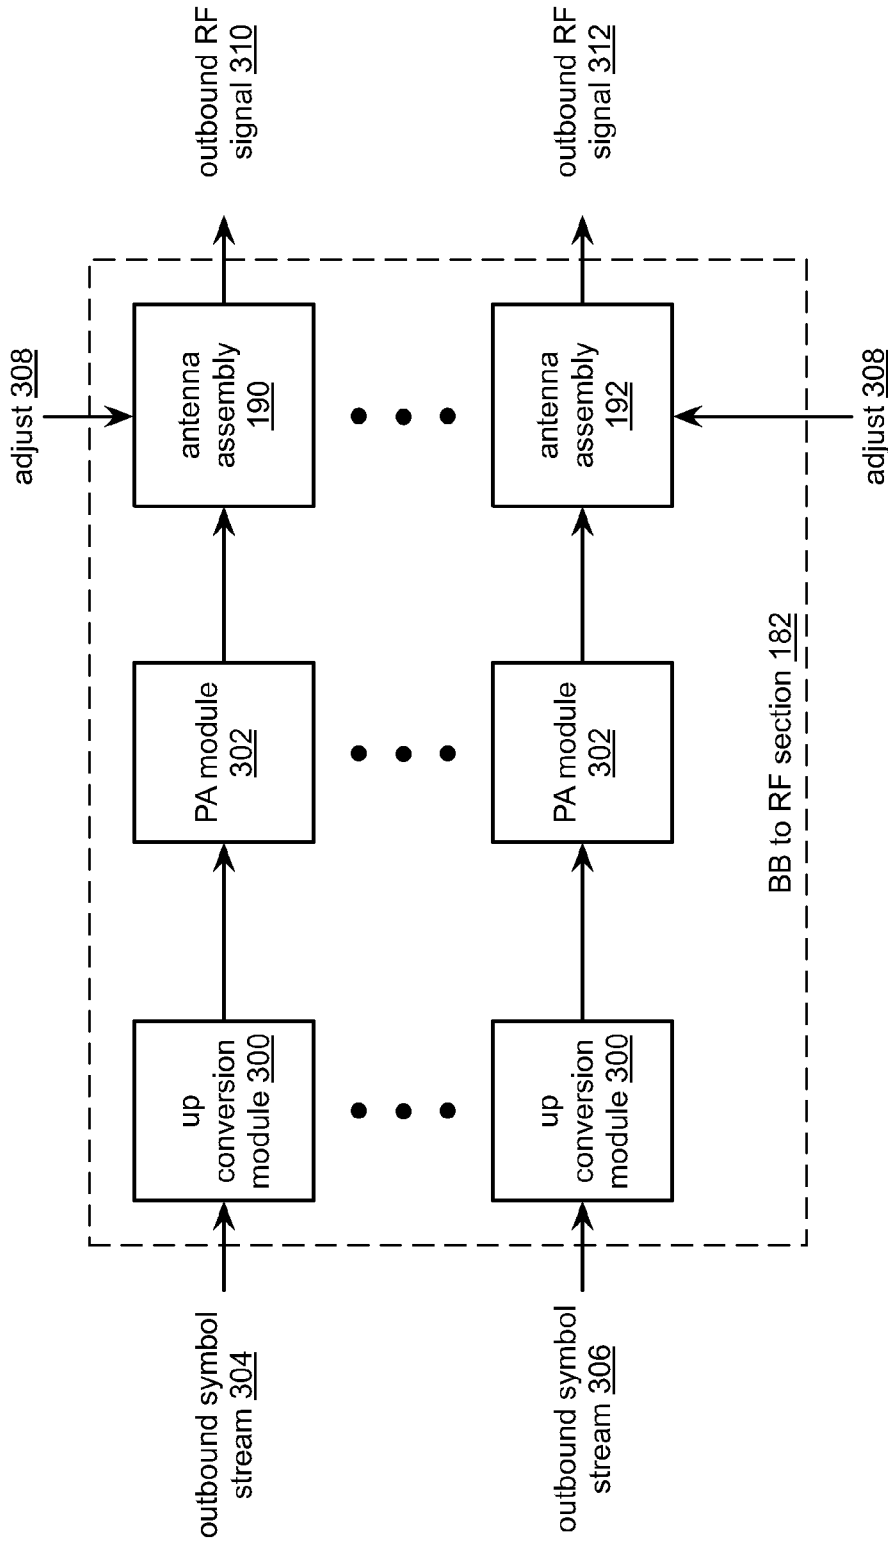 adjust 308
outbound symbol
stream 304
up
conversion
module 300
PA module
302
antenna
assembly
190
outbound RF
signal 310
outbound symbol
stream 306
up
conversion
module 300
PA module
302
antenna
assembly
192
outbound RF
signal 312
BB to RF section 182
adjust 308